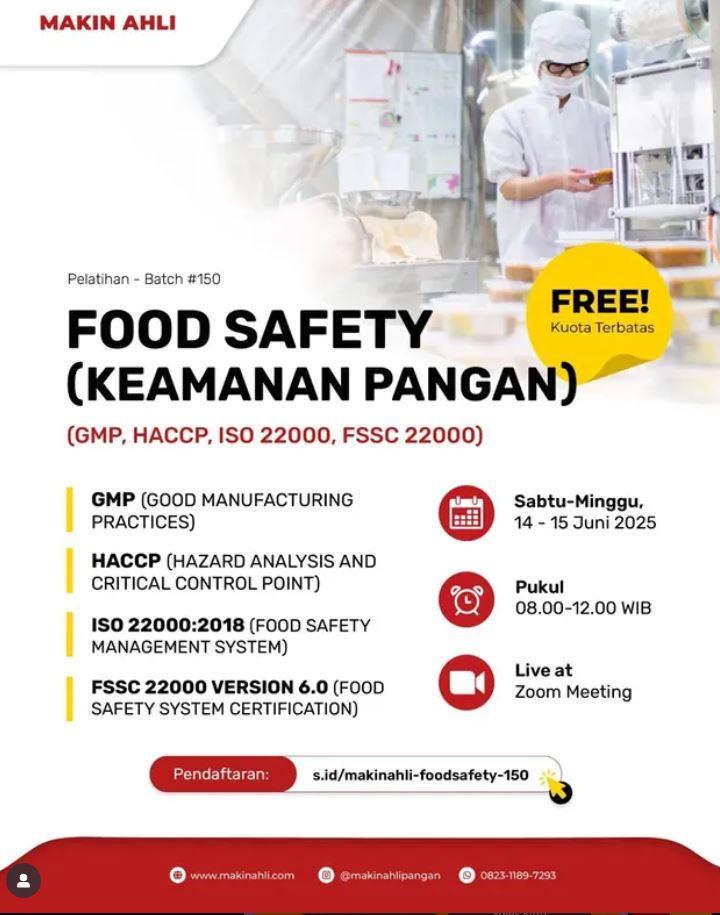 MAKIN AHLI
Pelatihan - Batch #150
FOOD SAFETY
(KEAMANAN PANGAN)
FREE!
Kuota Terbatas
(GMP, HACCP, ISO 22000, FSSC 22000)
GMP (GOOD MANUFACTURING
PRACTICES)
HACCP (HAZARD ANALYSIS AND
CRITICAL CONTROL POINT)
ISO 22000:2018 (FOOD SAFETY
MANAGEMENT SYSTEM)
FSSC 22000 VERSION 6.0 (FOOD
SAFETY SYSTEM CERTIFICATION)
Sabtu-Minggu,
14 - 15 Juni 2025
Pukul
08.00-12.00 WIB
Live at
Zoom Meeting
Pendaftaran:
s.id/makinahli-foodsafety-150
www.makinahli.com
@makinahlipangan
0823-1189-7293